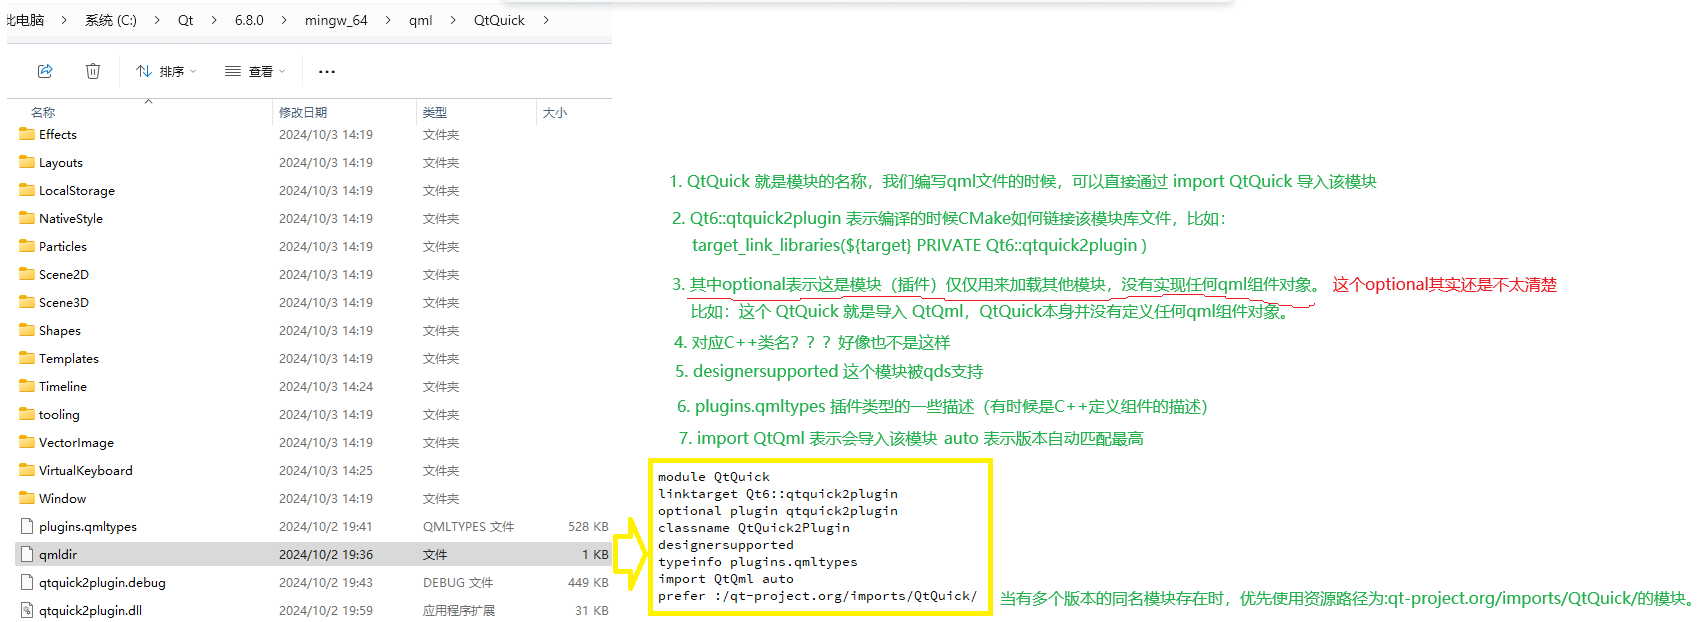 此电脑 > 系统 (C:) > Qt > 6.8.0 > mingw_64 > qml > QtQuick >
排序 查看 ...
名称 修改日期 类型 大小
Effects 2024/10/3 14:19 文件夹
Layouts 2024/10/3 14:19 文件夹
LocalStorage 2024/10/3 14:19 文件夹
NativeStyle 2024/10/3 14:19 文件夹
Particles 2024/10/3 14:19 文件夹
Scene2D 2024/10/3 14:19 文件夹
Scene3D 2024/10/3 14:19 文件夹
Shapes 2024/10/3 14:19 文件夹
Templates 2024/10/3 14:19 文件夹
Timeline 2024/10/3 14:24 文件夹
tooling 2024/10/3 14:19 文件夹
VectorImage 2024/10/3 14:19 文件夹
VirtualKeyboard 2024/10/3 14:25 文件夹
Window 2024/10/3 14:19 文件夹
plugins.qmltypes 2024/10/2 19:41 QMLTYPES 文件 528 KB
qmldir 2024/10/2 19:36 文件 1 KB
qtquick2plugin.debug 2024/10/2 19:43 DEBUG 文件 449 KB
qtquick2plugin.dll 2024/10/2 19:59 应用程序扩展 31 KB
1. QtQuick 就是模块的名称，我们编写qml文件的时候，可以直接通过 import QtQuick 导入该模块
2. Qt6::qtquick2plugin 表示编译的时候CMake如何链接该模块库文件，比如：
target_link_libraries(${target} PRIVATE Qt6::qtquick2plugin )
3. 其中optional表示这是模块（插件）仅仅用来加载其他模块，没有实现任何qml组件对象。 这个optional其实还是不太清楚
比如：这个 QtQuick 就是导入 QtQml，QtQuick本身并没有定义任何qml组件对象。
4. 对应C++类名？？？好像也不是这样
5. designersupported 这个模块被qds支持
6. plugins.qmltypes 插件类型的一些描述（有时候是C++定义组件的描述）
7. import QtQml 表示会导入该模块 auto 表示版本自动匹配最高
module QtQuick
linktarget Qt6::qtquick2plugin
optional plugin qtquick2plugin
classname QtQuick2Plugin
designersupported
typeinfo plugins.qmltypes
import QtQml auto
prefer :/qt-project.org/imports/QtQuick/
当有多个版本的同名模块存在时，优先使用资源路径为:qt-project.org/imports/QtQuick/的模块。